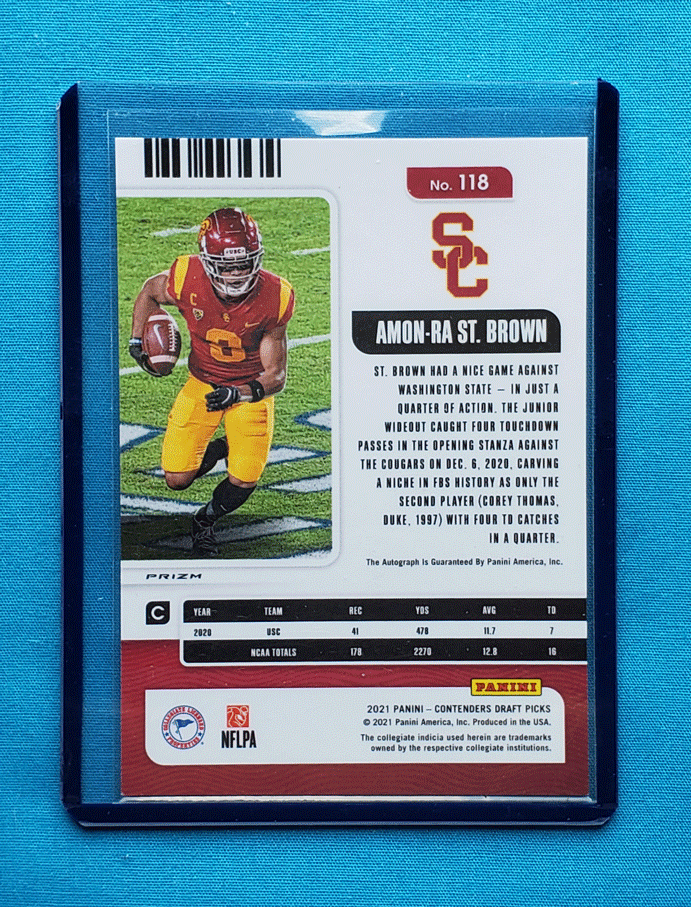 No. 118
SC
AMON-RA ST. BROWN
ST. BROWN HAD A NICE GAME AGAINST
WASHINGTON STATE — IN JUST A
QUARTER OF ACTION. THE JUNIOR
WIDEOUT CAUGHT FOUR TOUCHDOWN
PASSES IN THE OPENING STANZA AGAINST
THE COUGARS ON DEC. 6, 2020, CARVING
A NICHE IN FBS HISTORY AS ONLY THE
SECOND PLAYER (COREY THOMAS,
DUKE, 1997) WITH FOUR TD CATCHES
IN A QUARTER.
The Autograph Is Guaranteed By Panini America, Inc.
USC
C
3
PRIZM
C YEAR TEAM REC YDS AVG TD
2020 USC 41 478 11.7 7
NCAA TOTALS 178 2270 12.8 16
PANINI
2021 PANINI – CONTENDERS DRAFT PICKS
© 2021 Panini America, Inc. Produced in the USA.
The collegiate indicia used herein are trademarks
owned by the respective collegiate institutions.
COLLEGIATE LICENSED
PROPERTIES
NFLPA